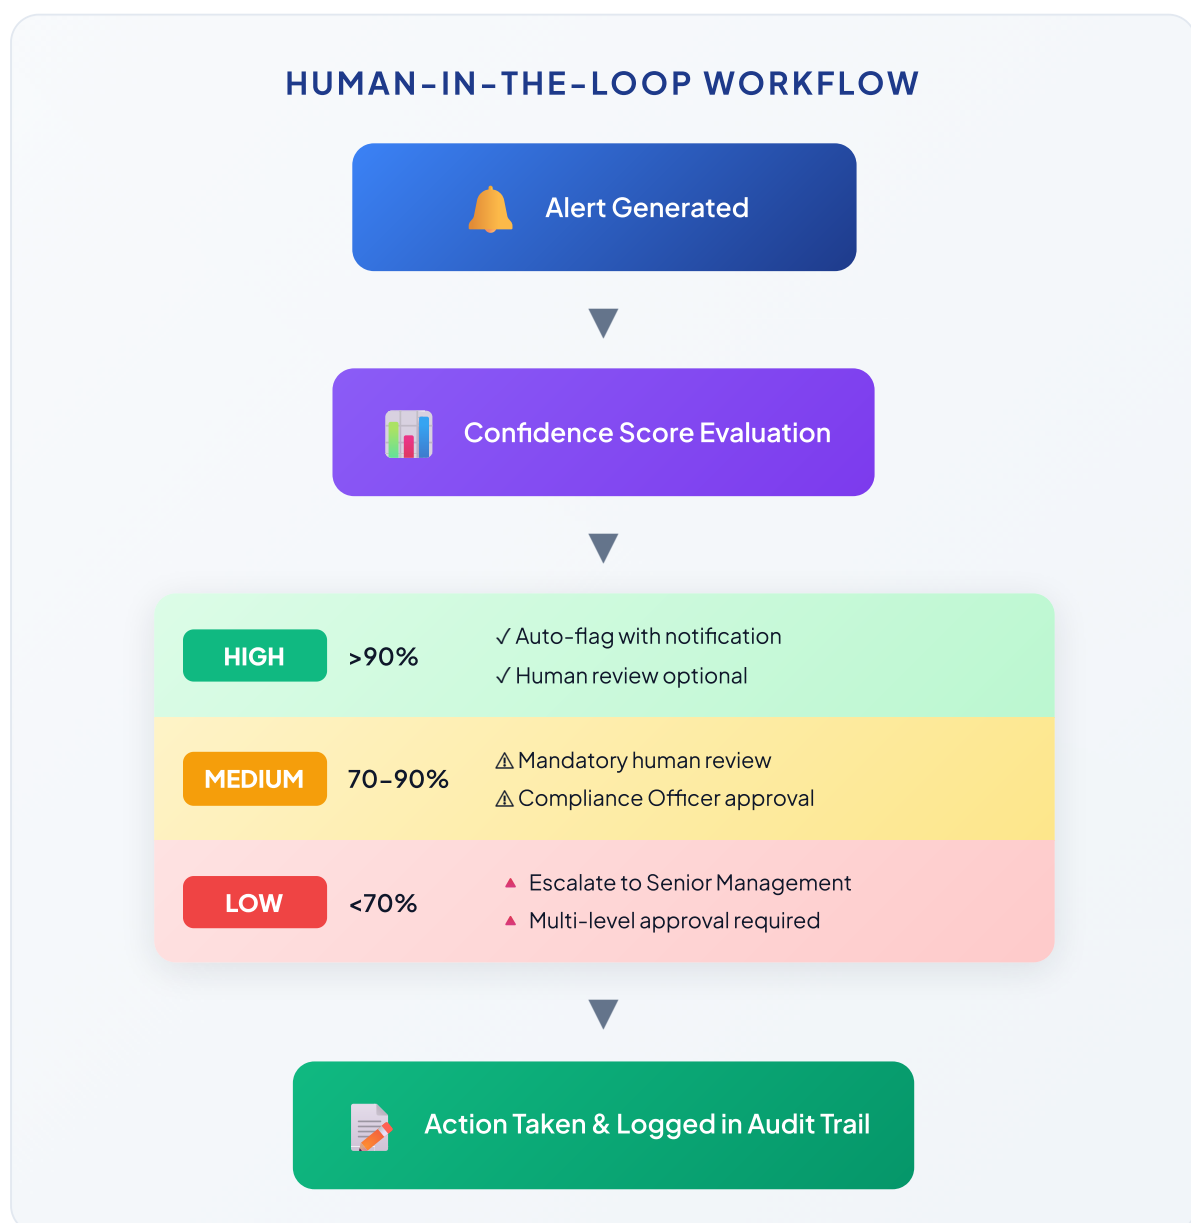 HUMAN-IN-THE-LOOP WORKFLOW
Alert Generated
Confidence Score Evaluation
HIGH
>90%
✓ Auto-flag with notification
✓ Human review optional
MEDIUM
70-90%
⚠ Mandatory human review
⚠ Compliance Officer approval
LOW
<70%
🔺 Escalate to Senior Management
🔺 Multi-level approval required
Action Taken & Logged in Audit Trail